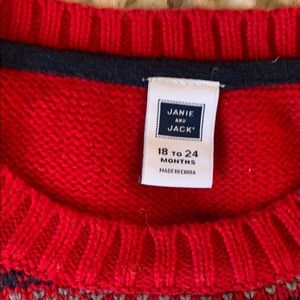 JANIE
AND
JACK®
18 TO 24
MONTHS
MADE IN CHINA